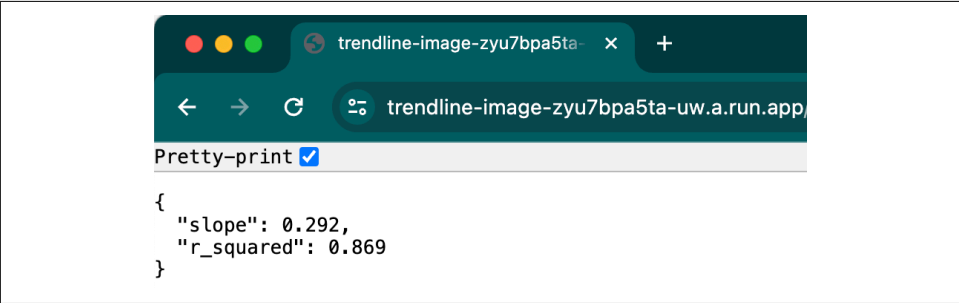 trendline-image-zyu7bpa5ta-
trendline-image-zyu7bpa5ta-uw.a.run.app/
Pretty-print
{
"slope": 0.292,
"r_squared": 0.869
}